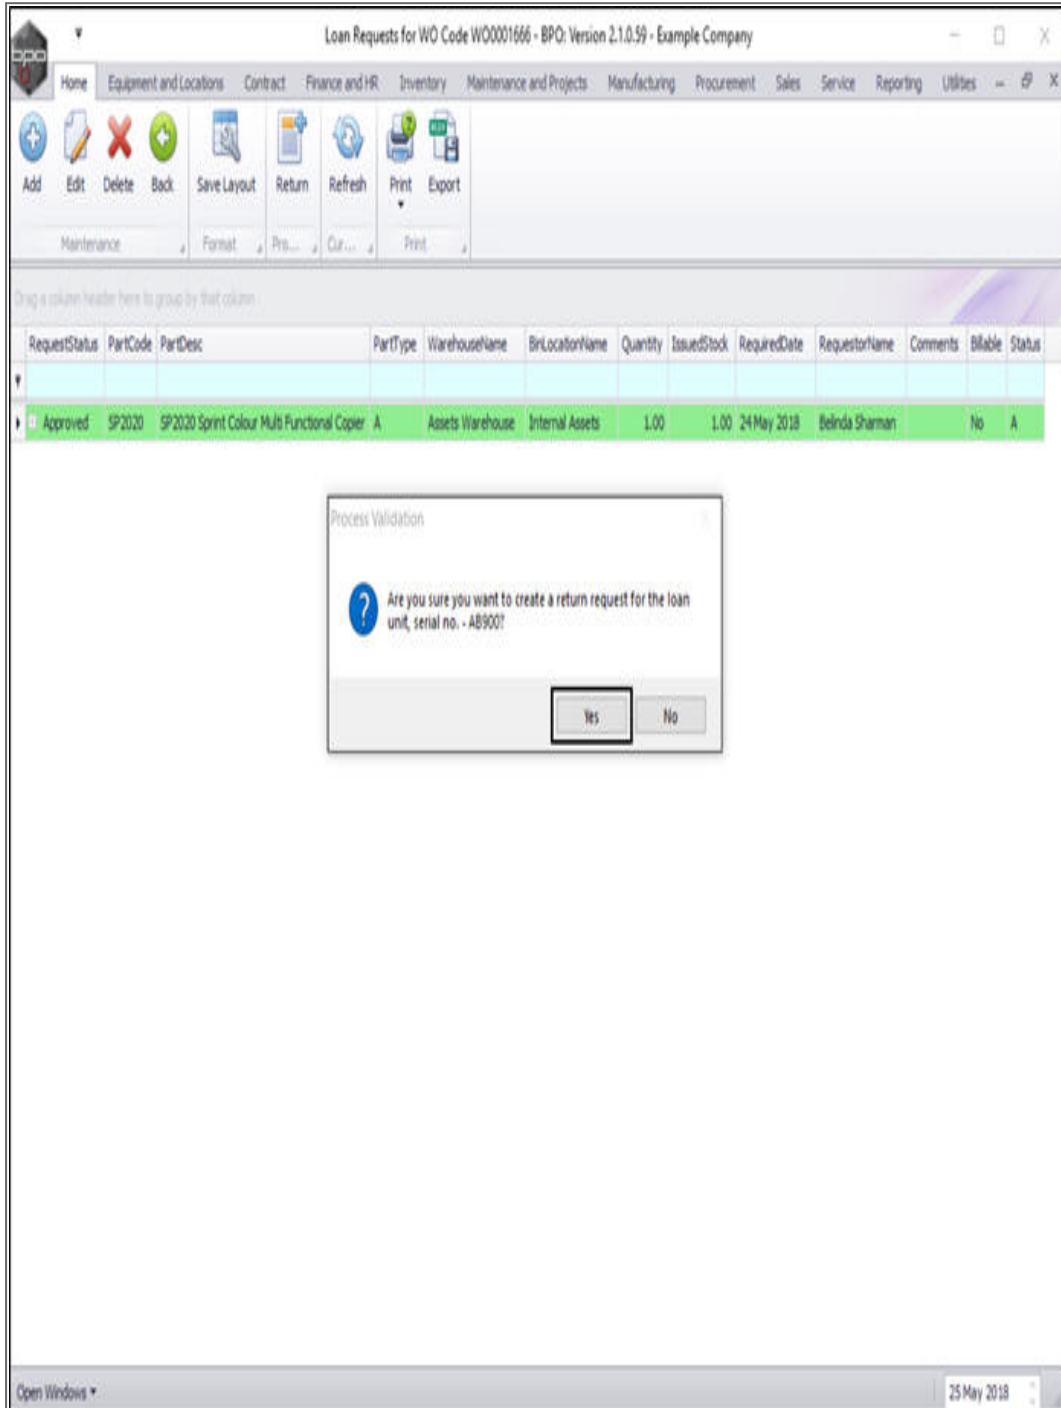 Loan Requests for WO Code WO0001666 - BPO: Version 2.1.0.59 - Example Company
bpo
Home Equipment and Locations Contract Finance and HR Inventory Maintenance and Projects Manufacturing Procurement Sales Service Reporting Utilities
Add Edit Delete Back Save Layout Return Refresh Print Export
Maintenance Format Pro... Cur... Print
Drag a column header here to group by that column
RequestStatus PartCode PartDesc PartType WarehouseName BinLocationName Quantity IssuedStock RequiredDate RequestorName Comments Billable Status
Approved SP2020 SP2020 Sprint Colour Multi Functional Copier A Assets Warehouse Internal Assets 1.00 1.00 24 May 2018 Belinda Sharman No A
Process Validation
Are you sure you want to create a return request for the loan
unit, serial no. - AB900?
Yes No
Open Windows 25 May 2018